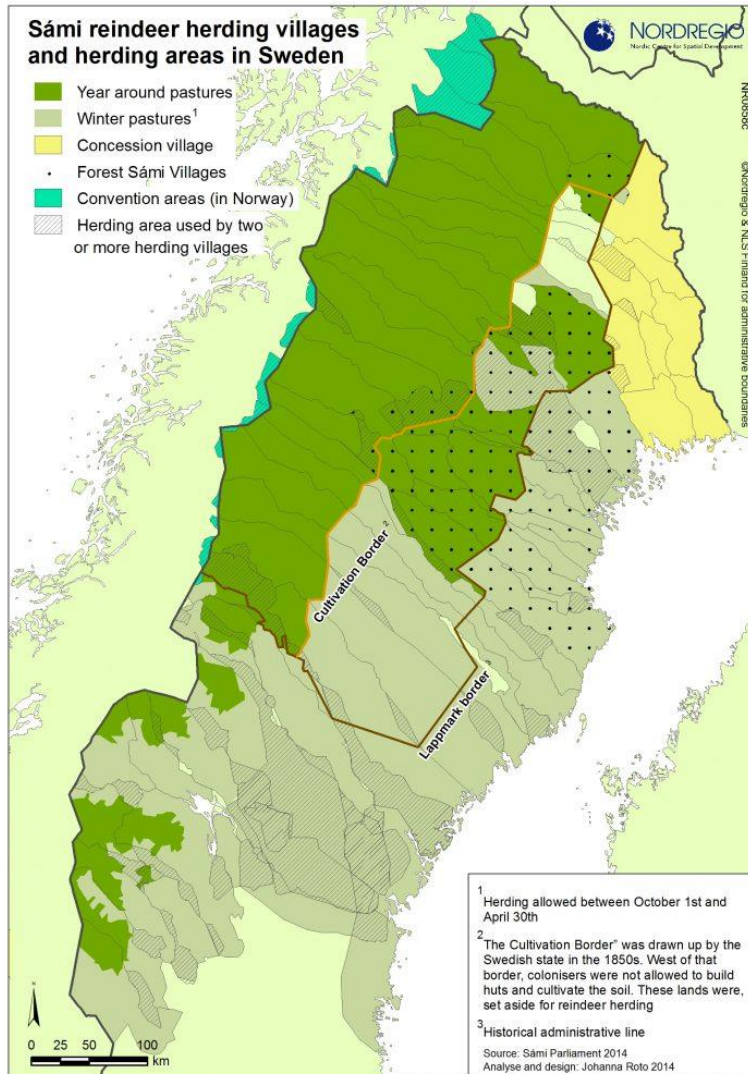 Sámi reindeer herding villages
and herding areas in Sweden
Year around pastures
Winter pastures¹
Concession village
Forest Sámi Villages
Convention areas (in Norway)
Herding area used by two
or more herding villages
NORDREGIO
Nordic Centre for Spatial Development
©Nordregio & NLS Finland for administrative boundaries
Cultivation Border ²
Lappmark border ³
N
0 25 50 100
km
1
Herding allowed between October 1st and
April 30th
2
The Cultivation Border" was drawn up by the
Swedish state in the 1850s. West of that
border, colonisers were not allowed to build
huts and cultivate the soil. These lands were,
set aside for reindeer herding
3
Historical administrative line
Source: Sámi Parliament 2014
Analyse and design: Johanna Roto 2014